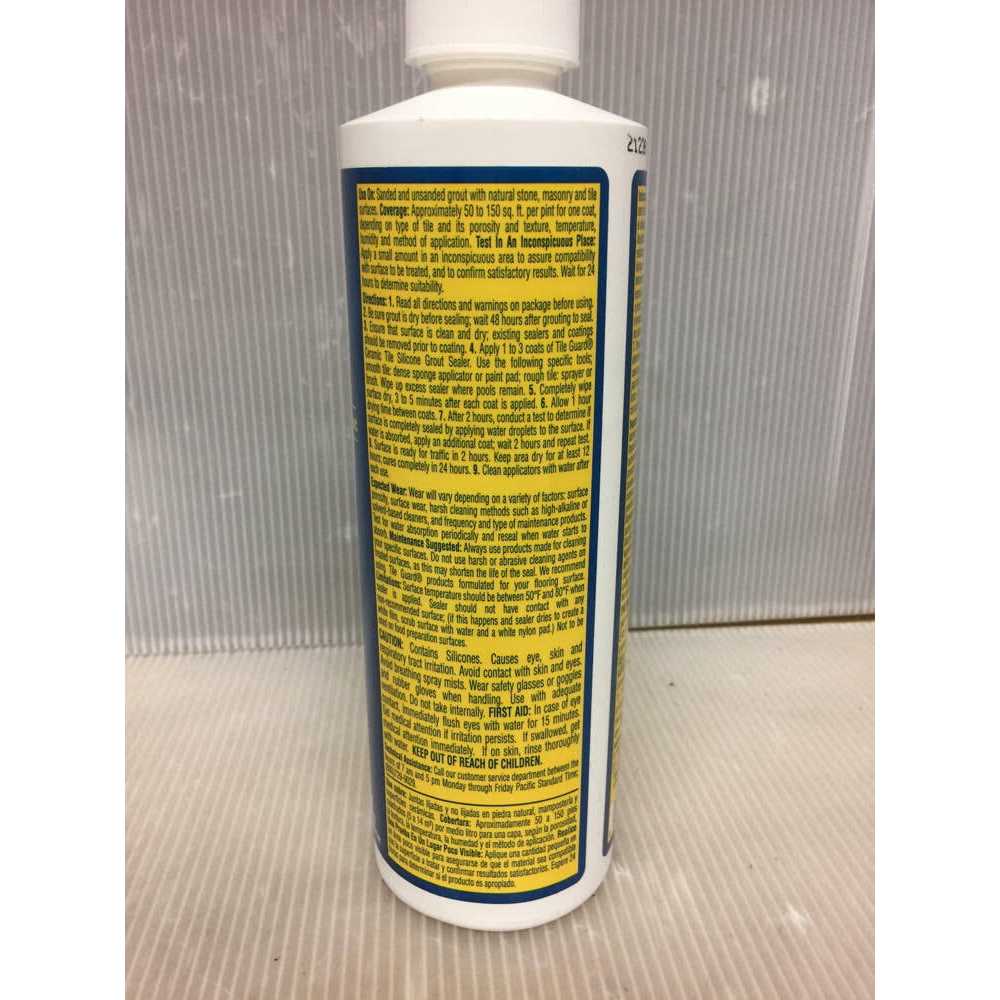 2123
Use On: Sanded and unsanded grout with natural stone, masonry and tile
surfaces. Coverage: Approximately 50 to 150 sq. ft. per pint for one coat,
depending on type of tile and its porosity and texture, temperature,
humidity and method of application. Test In An Inconspicuous Place:
Apply a small amount in an inconspicuous area to assure compatibility
with surface to be treated, and to confirm satisfactory results. Wait for 24
hours to determine suitability.
Directions: 1. Read all directions and warnings on package before using.
2. Be sure grout is dry before sealing; wait 48 hours after grouting to seal.
3. Ensure that surface is clean and dry; existing sealers and coatings
should be removed prior to coating. 4. Apply 1 to 3 coats of Tile Guard®
Ceramic Tile Silicone Grout Sealer. Use the following specific tools;
smooth tile: dense sponge applicator or paint pad; rough tile: sprayer or
brush. Wipe up excess sealer where pools remain. 5. Completely wipe
surface dry, 3 to 5 minutes after each coat is applied. 6. Allow 1 hour
drying time between coats. 7. After 2 hours, conduct a test to determine if
surface is completely sealed by applying water droplets to the surface. If
water is absorbed, apply an additional coat; wait 2 hours and repeat test.
8. Surface is ready for traffic in 2 hours. Keep area dry for at least 12
hours; cures completely in 24 hours. 9. Clean applicators with water after
each use.
Expected Wear: Wear will vary depending on a variety of factors: surface
porosity, surface wear, harsh cleaning methods such as high-alkaline or
solvent-based cleaners, and frequency and type of maintenance products.
Test for water absorption periodically and reseal when water starts to
absorb. Maintenance Suggested: Always use products made for cleaning
your specific surfaces. Do not use harsh or abrasive cleaning agents on
treated surfaces, as this may shorten the life of the seal. We recommend
using Tile Guard® products formulated for your flooring surface.
Limitations: Surface temperature should be between 50°F and 80°F when
sealer is applied. Sealer should not have contact with any
non-recommended surface; (if this happens and sealer dries to create a
white film, scrub surface with water and a white nylon pad.) Not to be
used on food preparation surfaces.
CAUTION: Contains Silicones. Causes eye, skin and
respiratory tract irritation. Avoid contact with skin and eyes.
Avoid breathing spray mists. Wear safety glasses or goggles
and rubber gloves when handling. Use with adequate
ventilation. Do not take internally. FIRST AID: In case of eye
contact, immediately flush eyes with water for 15 minutes.
Get medical attention if irritation persists. If swallowed, get
medical attention immediately. If on skin, rinse thoroughly
with water. KEEP OUT OF REACH OF CHILDREN.
Technical Assistance: Call our customer service department between the
hours of 7 am and 5 pm Monday through Friday Pacific Standard Time;
Juntas lijadas y no lijadas en piedra natural, mampostería y
superficies cerámicas. Cobertura: Aproximadamente 50 a 150 pies
(5 a 14 m²) por medio litro para una capa, según la porosidad,
la temperatura, la humedad y el método de aplicación. Realice
Una Prueba En Un Lugar Poco Visible: Aplique una cantidad pequeña en
poco visible para asegurarse de que el material sea compatible
superficie a tratar y confirmar resultados satisfactorios. Espere 24
para determinar si el producto es apropiado.